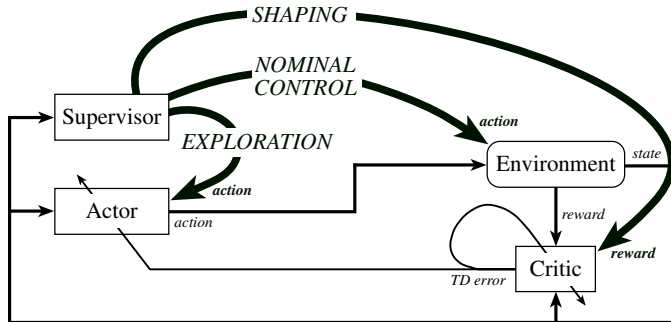 SHAPING
NOMINAL
CONTROL
Supervisor
action
EXPLORATION
Environment
state
action
Actor
action
reward
reward
TD error
Critic